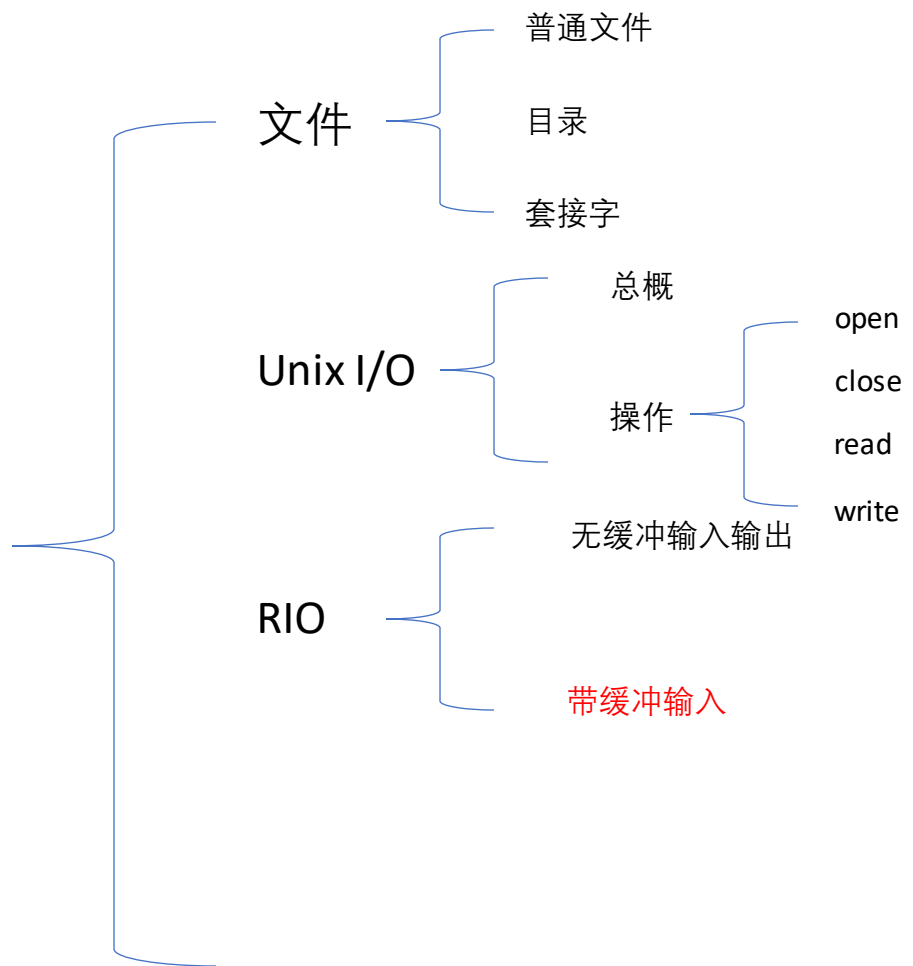 普通文件
文件
目录
套接字
总概
Unix I/O
操作
open
close
read
write
无缓冲输入输出
RIO
带缓冲输入